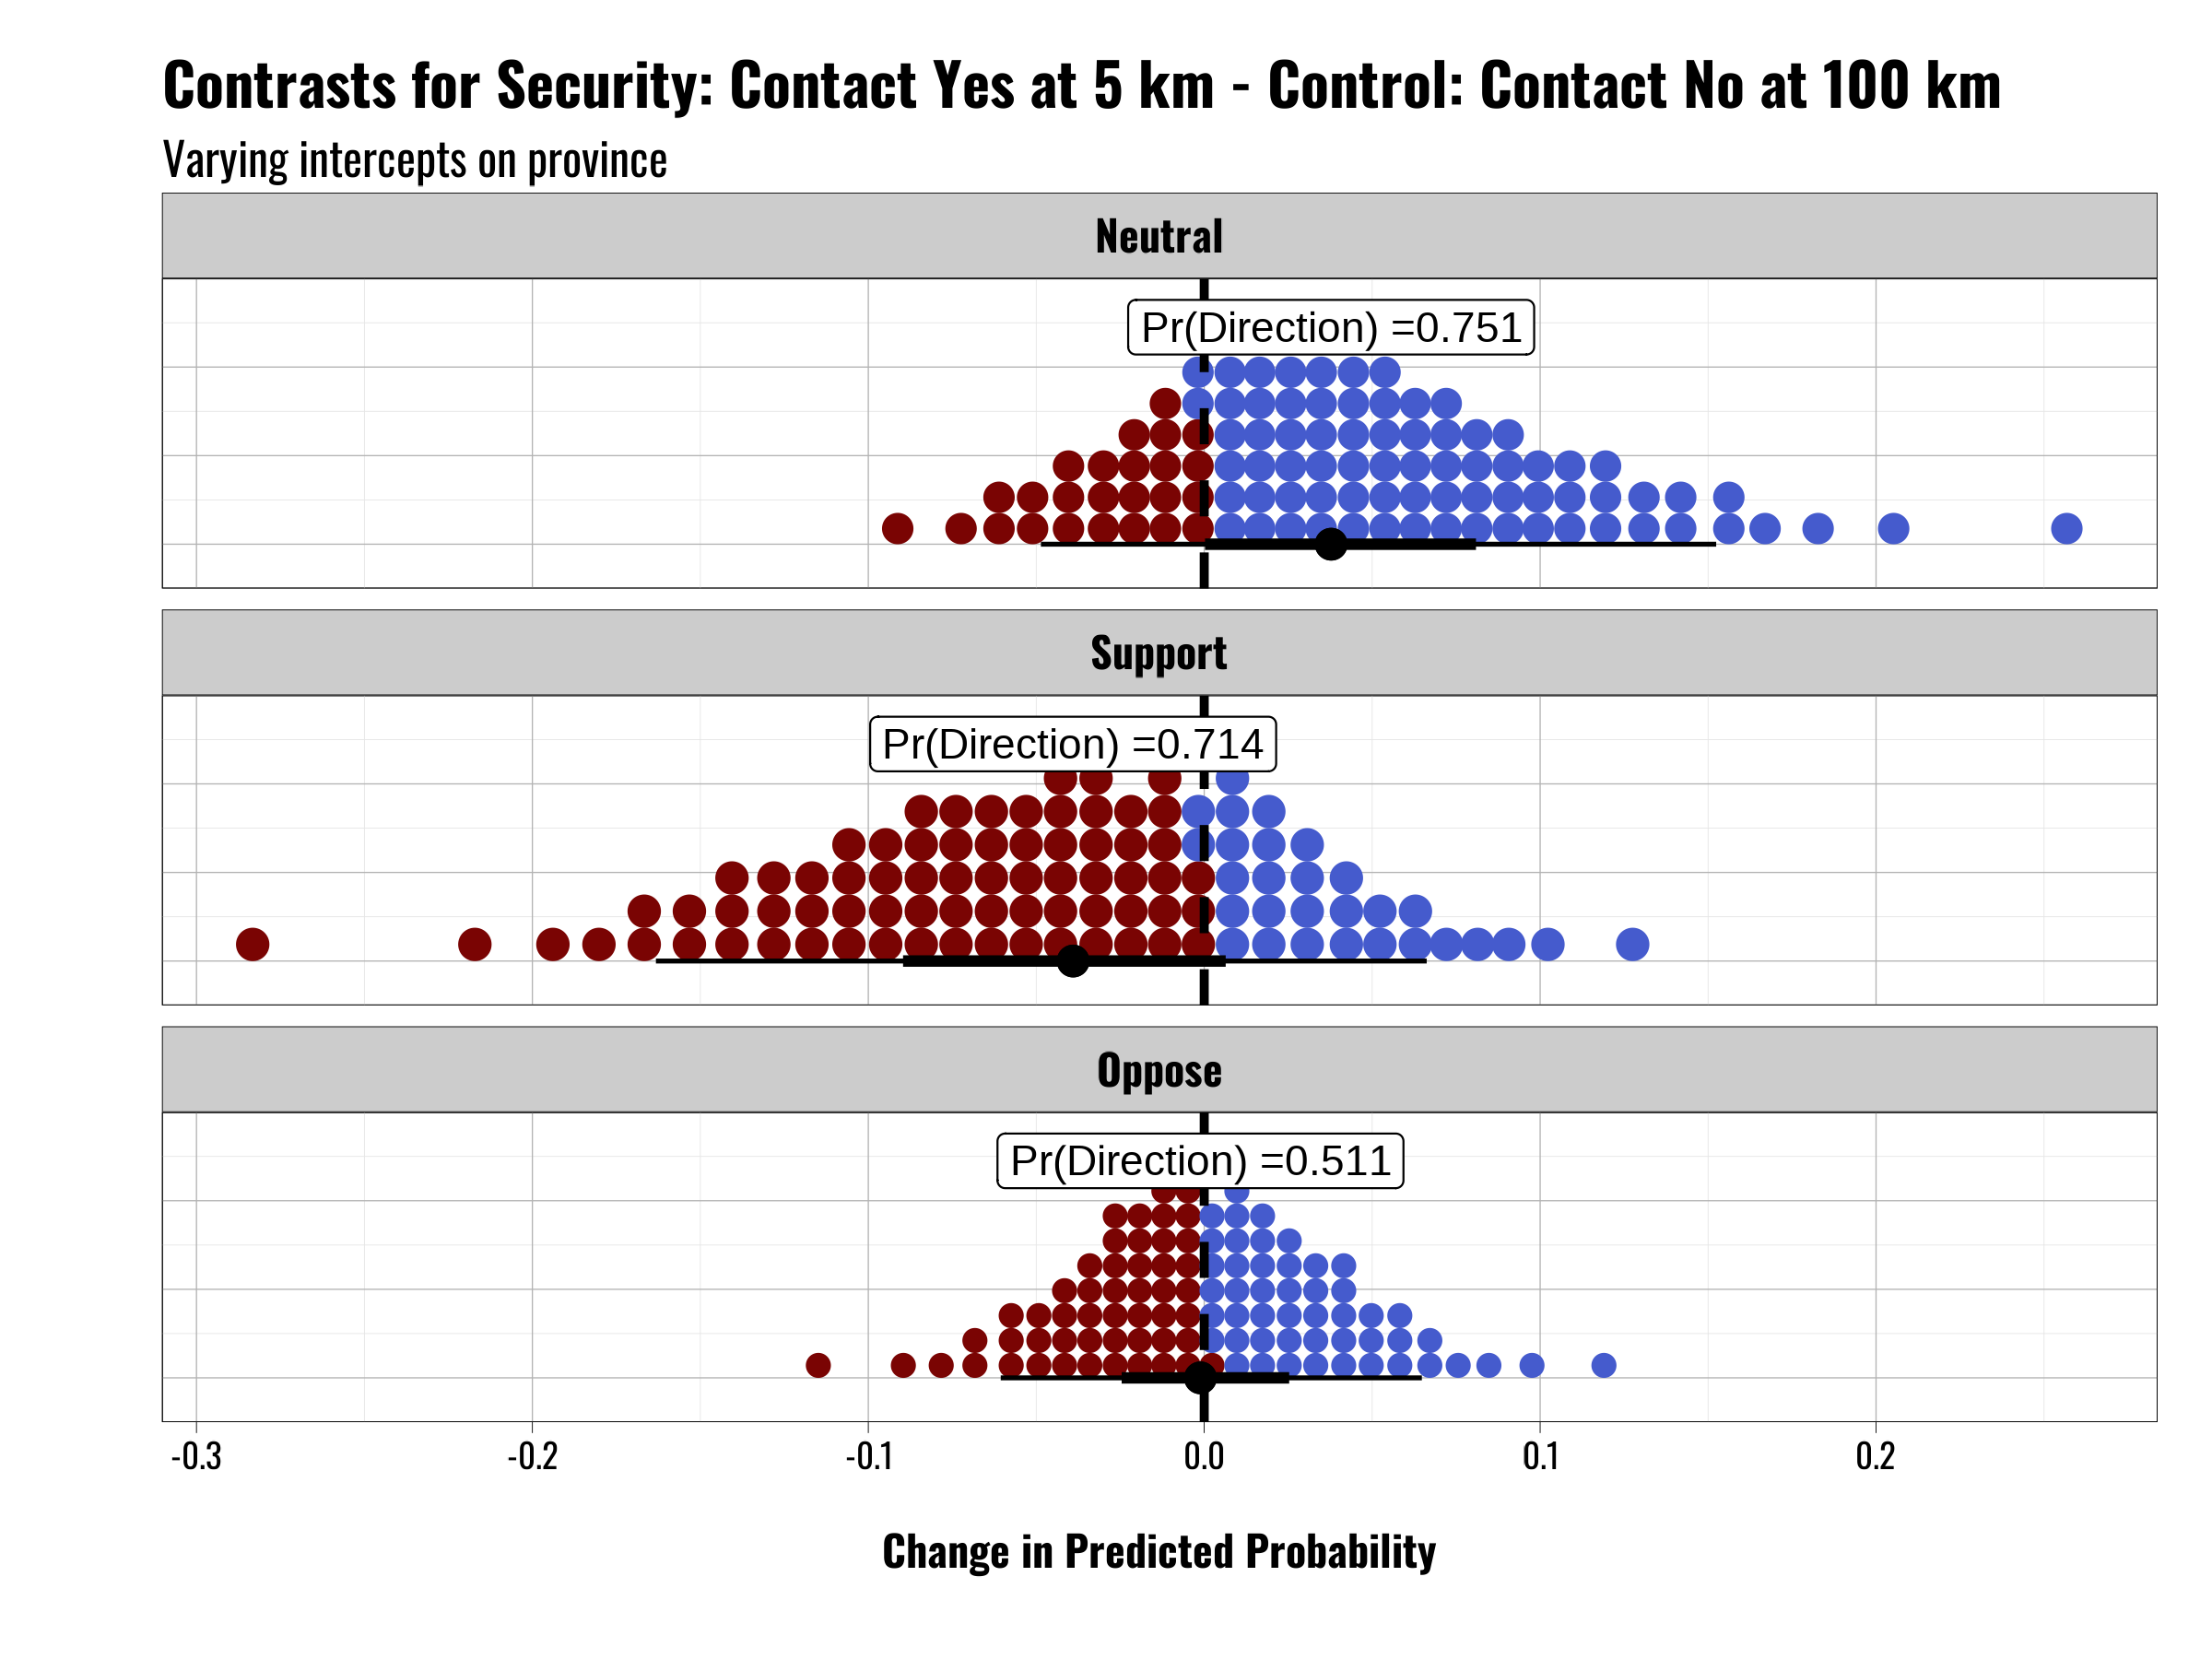 Contrasts for Security: Contact Yes at 5 km - Control: Contact No at 100 km
Varying intercepts on province
Neutral
Pr(Direction) =0.751
Support
Pr(Direction) =0.714
Oppose
Pr(Direction) =0.511
-0.3 -0.2 -0.1 0.0 0.1 0.2
Change in Predicted Probability